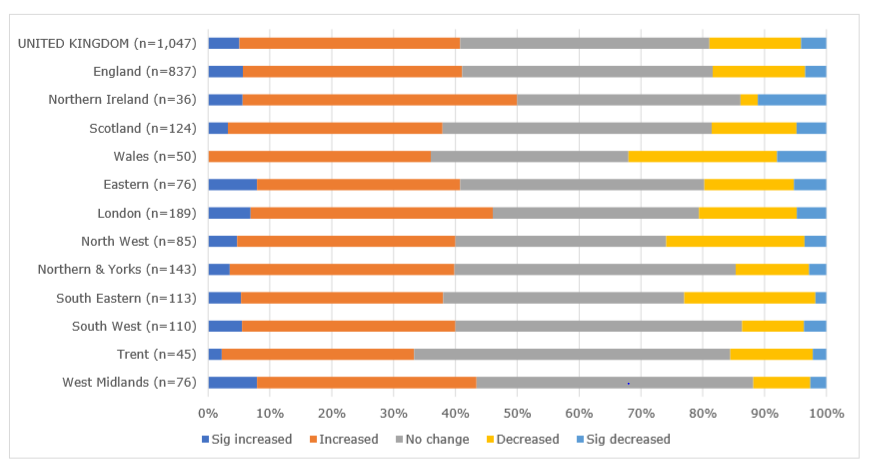 UNITED KINGDOM (n=1,047)
England (n=837)
Northern Ireland (n=36)
Scotland (n=124)
Wales (n=50)
Eastern (n=76)
London (n=189)
North West (n=85)
Northern & Yorks (n=143)
South Eastern (n=113)
South West (n=110)
Trent (n=45)
West Midlands (n=76)
0% 10% 20% 30% 40% 50% 60% 70% 80% 90% 100%
Sig increased Increased No change Decreased Sig decreased